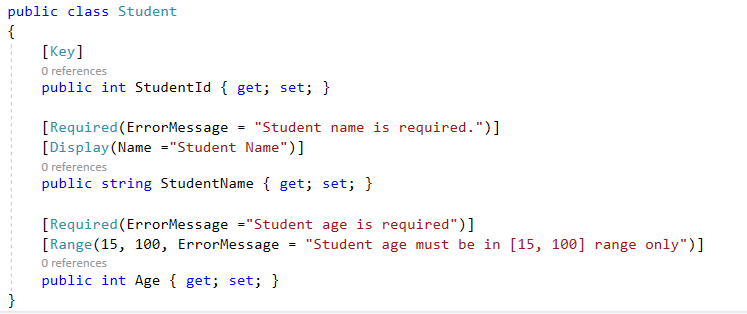 public class Student
{
[Key]
0 references
public int StudentId { get; set; }
[Required(ErrorMessage = "Student name is required.")]
[Display(Name ="Student Name")]
0 references
public string StudentName { get; set; }
[Required(ErrorMessage ="Student age is required")]
[Range(15, 100, ErrorMessage = "Student age must be in [15, 100] range only")]
0 references
public int Age { get; set; }
}